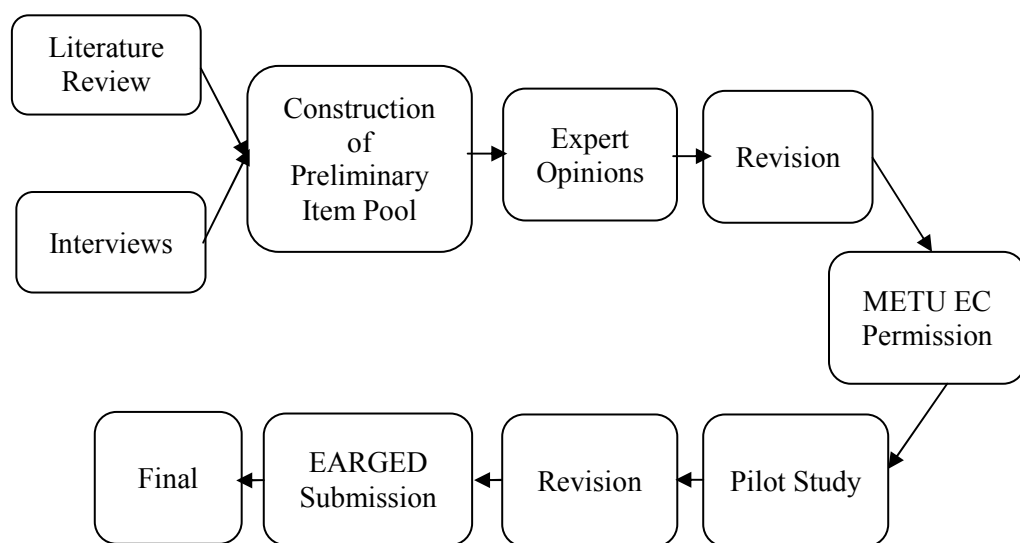 Literature
Review
Interviews
Construction
of
Preliminary
Item Pool
Expert
Opinions
Revision
METU EC
Permission
Pilot Study
Revision
EARGED
Submission
Final